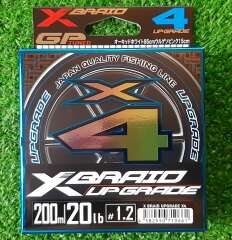 X BRAID
GP
4
UPGRADE
JAPAN QUALITY FISHING LINE
UPGRADE
UPGRADE
X
4
X BRAID
UPGRADE
200m 20lb #1.2
X BRAID UPGRADE X4